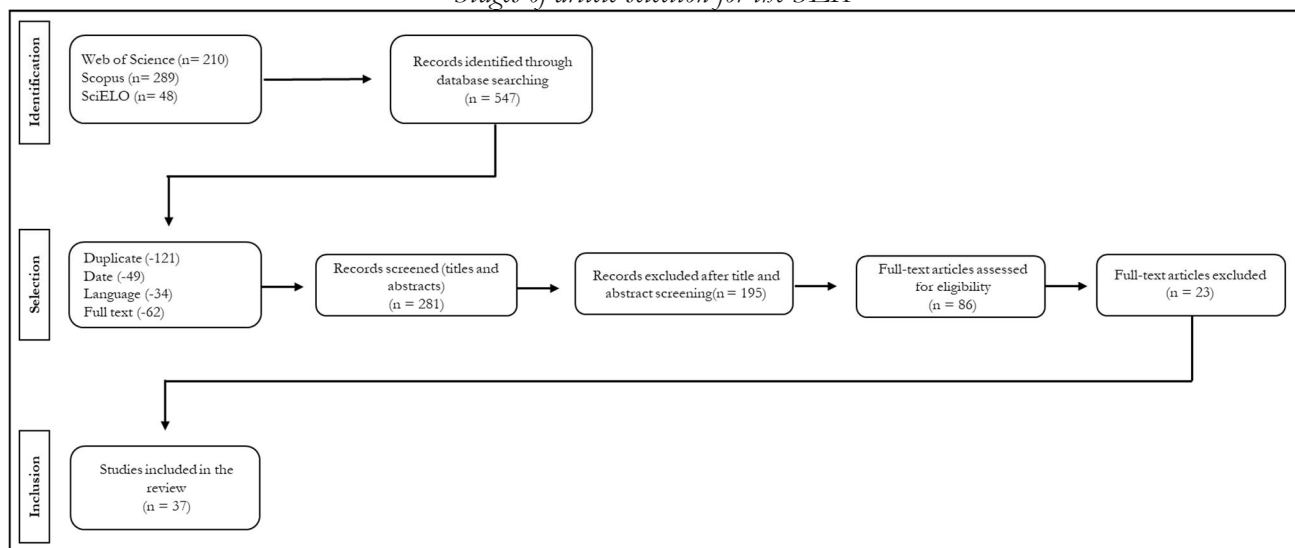 Identification
Web of Science (n= 210)
Scopus (n= 289)
SciELO (n= 48)
Records identified through
database searching
(n = 547)
Selection
Duplicate (-121)
Date (-49)
Language (-34)
Full text (-62)
Records screened (titles and
abstracts)
n = 281)
Records excluded after title and
abstract screening(n = 195)
Full-text articles assessed
for eligibility
(n = 86)
Full-text articles excluded
(n = 23)
Inclusion
Studies included in the
review
(n = 37)